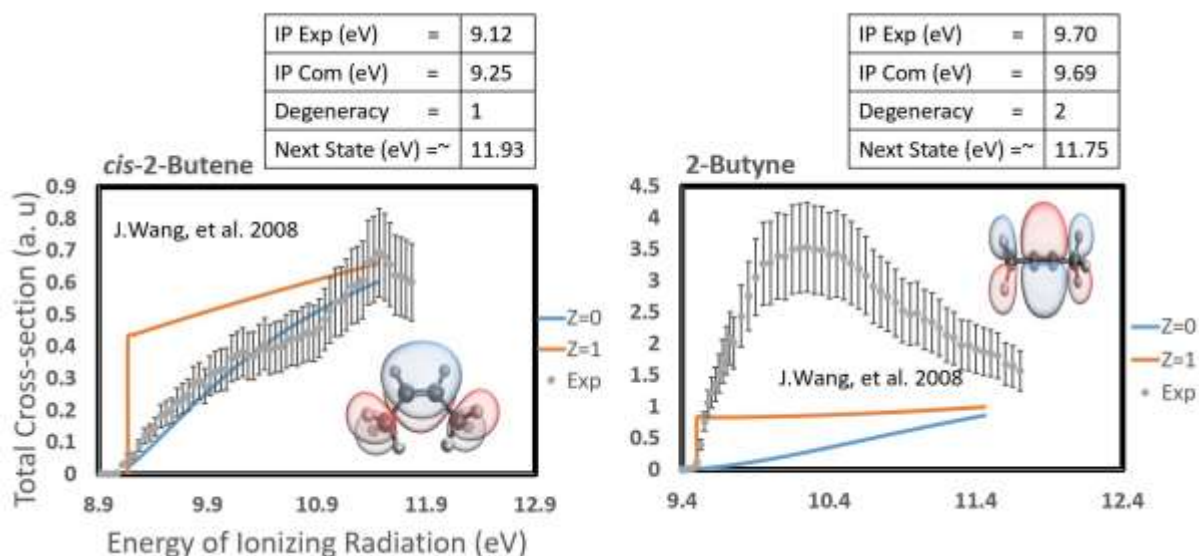 IP Exp (eV) = 9.12
IP Com (eV) = 9.25
Degeneracy = 1
Next State (eV) =~ 11.93
cis-2-Butene
J.Wang, et al. 2008
0.9
0.8
0.7
0.6
0.5
0.4
0.3
0.2
0.1
0
8.9 9.9 10.9 11.9 12.9
Z=0
Z=1
Exp
Total Cross-section (a. u)
Energy of Ionizing Radiation (eV)
IP Exp (eV) = 9.70
IP Com (eV) = 9.69
Degeneracy = 2
Next State (eV) =~ 11.75
2-Butyne
4.5
4
3.5
3
2.5
2
1.5
1
0.5
0
J.Wang, et al. 2008
9.4 10.4 11.4 12.4
Z=0
Z=1
Exp